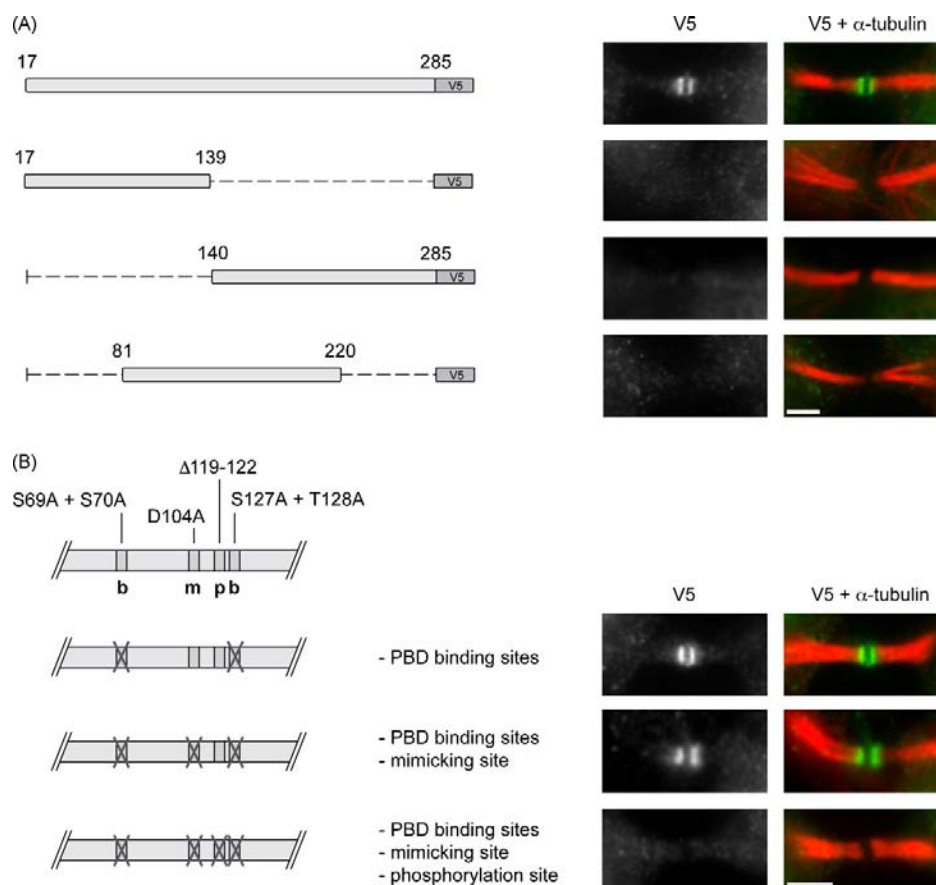 (A)
V5 V5 + α-tubulin
17 285
V5
17 139
V5
140 285
V5
81 220
V5
(B)
Δ119-122
S69A + S70A S127A + T128A
D104A
b m p b
V5 V5 + α-tubulin
- PBD binding sites
- PBD binding sites
- mimicking site
- PBD binding sites
- mimicking site
- phosphorylation site